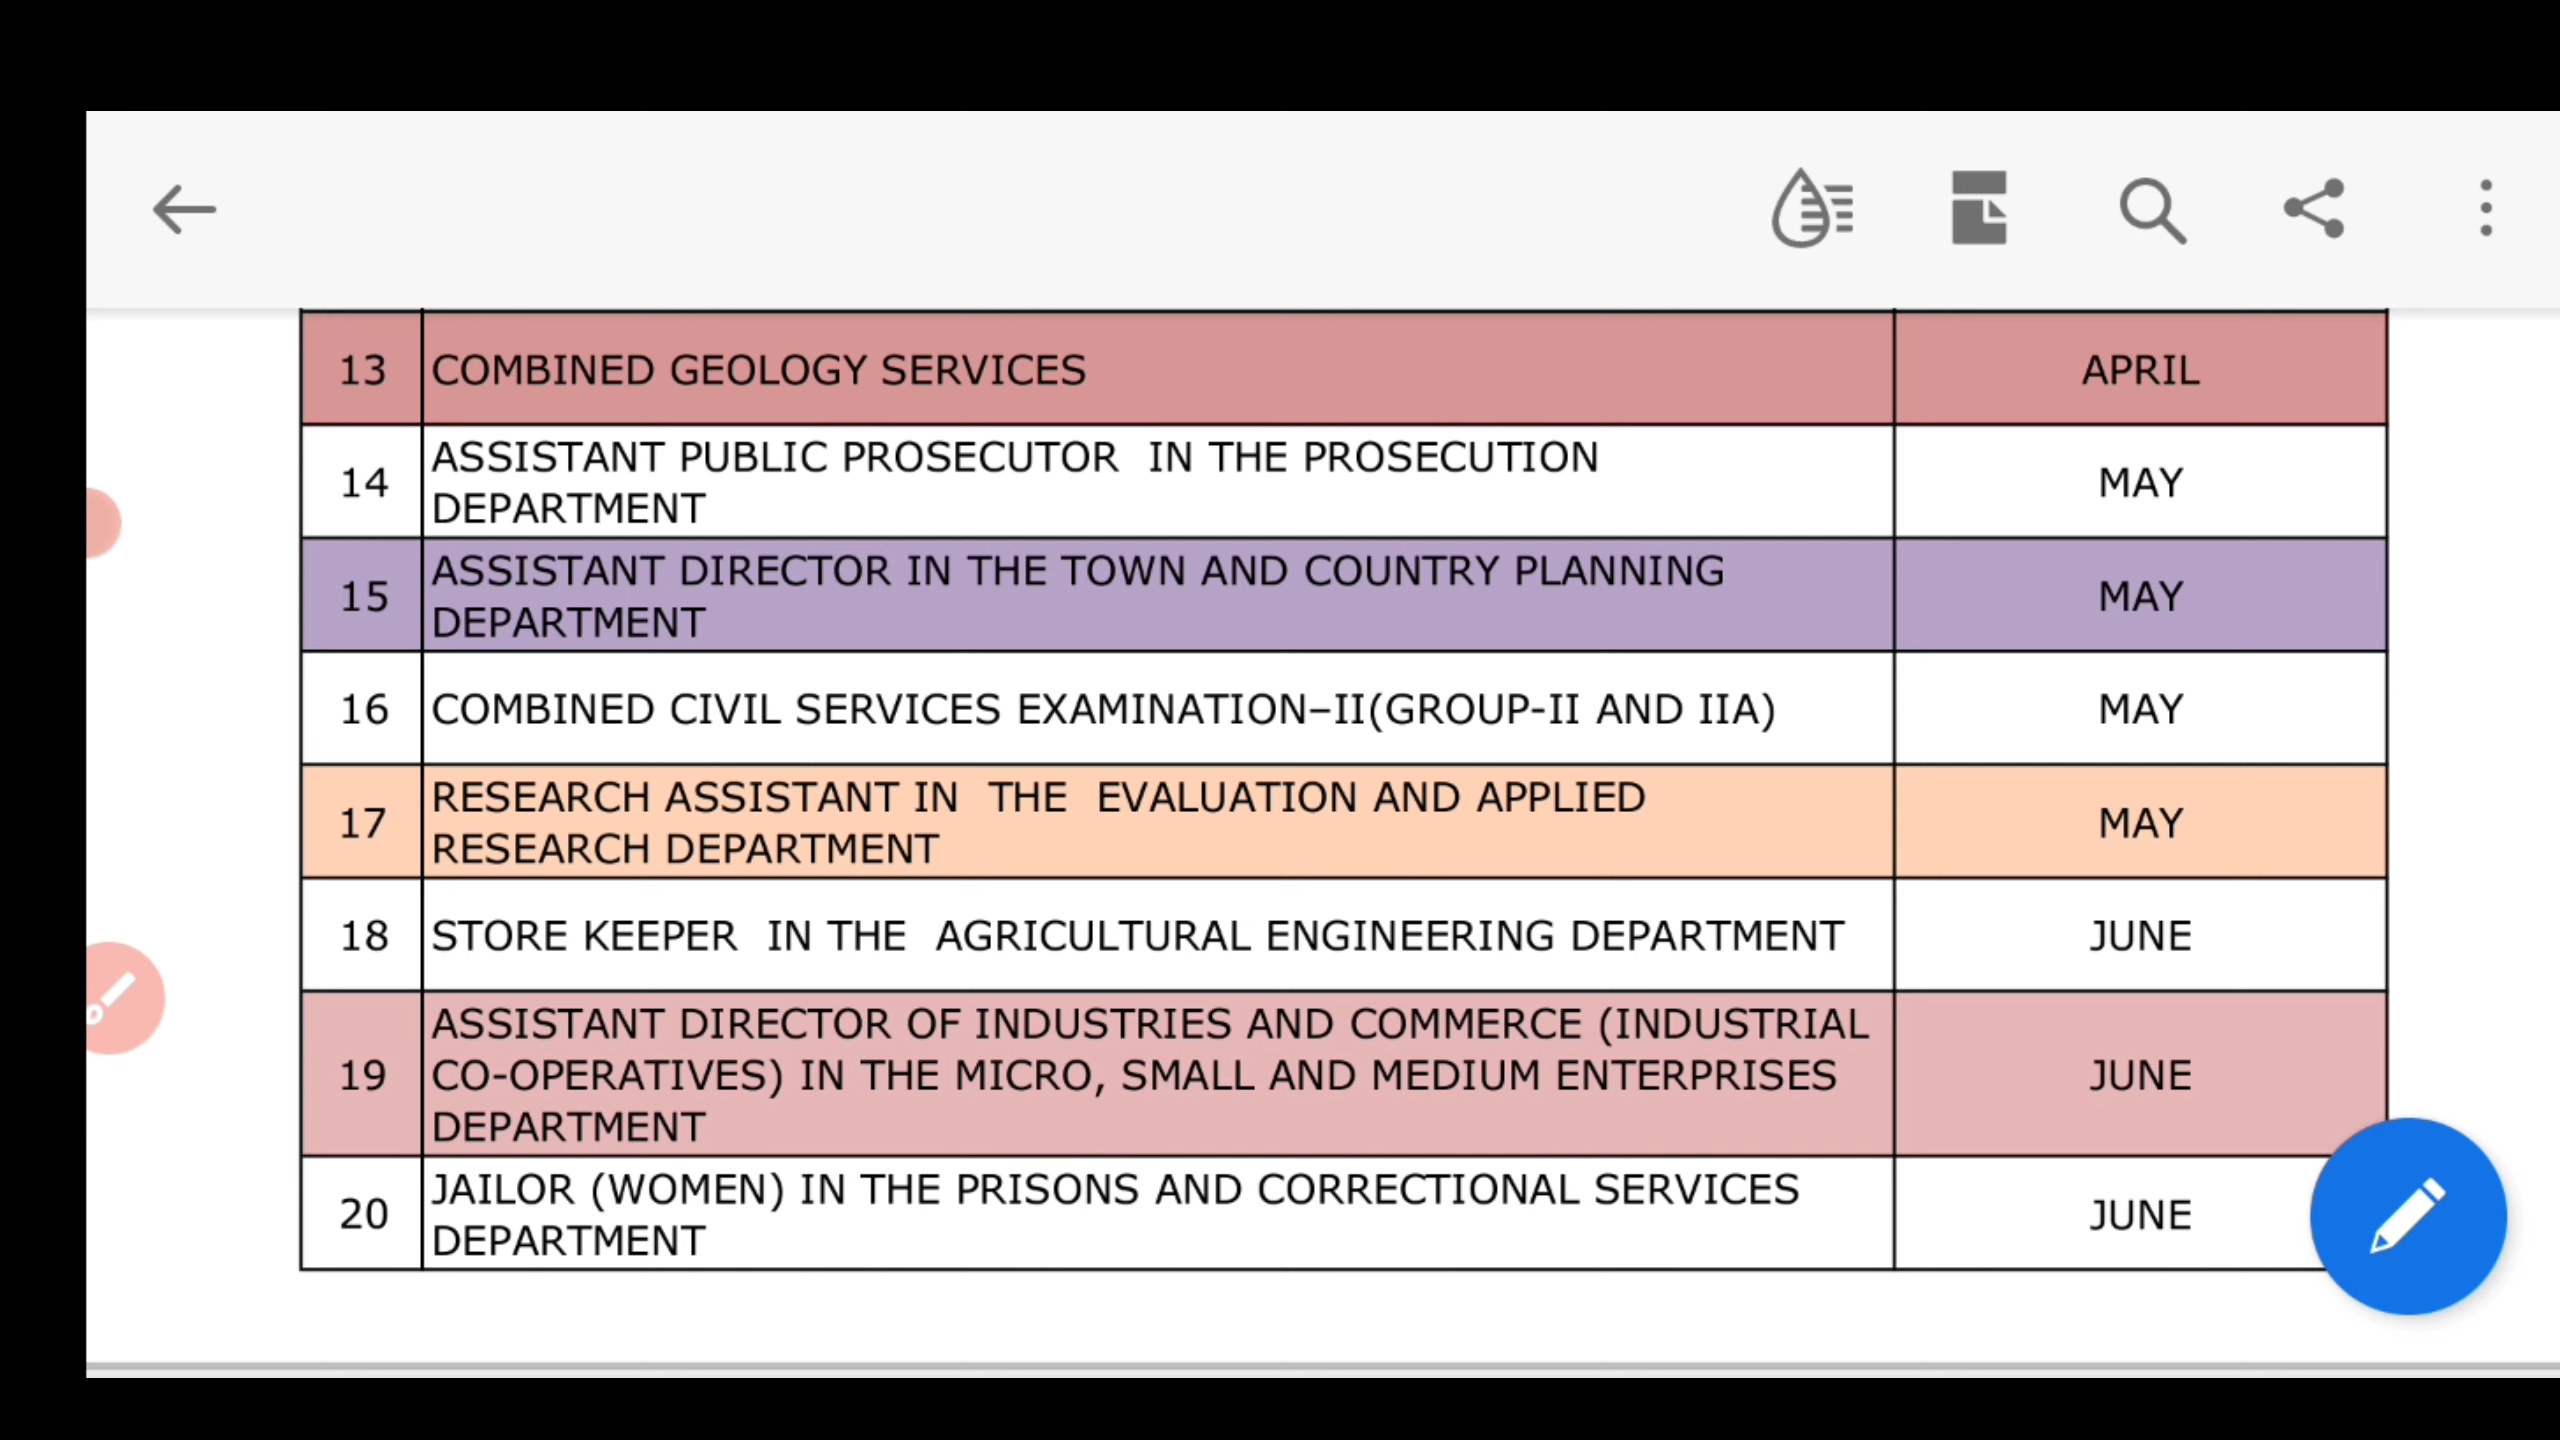 13 COMBINED GEOLOGY SERVICES APRIL
14 ASSISTANT PUBLIC PROSECUTOR IN THE PROSECUTION
DEPARTMENT MAY
15 ASSISTANT DIRECTOR IN THE TOWN AND COUNTRY PLANNING
DEPARTMENT MAY
16 COMBINED CIVIL SERVICES EXAMINATION–II(GROUP-II AND IIA) MAY
17 RESEARCH ASSISTANT IN THE EVALUATION AND APPLIED
RESEARCH DEPARTMENT MAY
18 STORE KEEPER IN THE AGRICULTURAL ENGINEERING DEPARTMENT JUNE
19 ASSISTANT DIRECTOR OF INDUSTRIES AND COMMERCE (INDUSTRIAL
CO-OPERATIVES) IN THE MICRO, SMALL AND MEDIUM ENTERPRISES
DEPARTMENT JUNE
20 JAILOR (WOMEN) IN THE PRISONS AND CORRECTIONAL SERVICES
DEPARTMENT JUNE